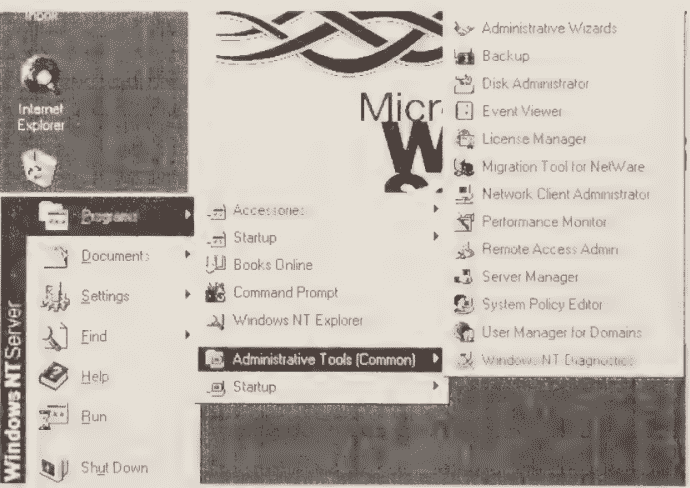 Inbox
Internet
Explorer
Micr
W
Windows NT Server
Programs
Documents
Settings
Find
Help
Run
Shut Down
Accessories
Startup
Books Online
Command Prompt
Windows NT Explorer
Administrative Tools (Common)
Startup
Administrative Wizards
Backup
Disk Administrator
Event Viewer
License Manager
Migration Tool for NetWare
Network Client Administrator
Performance Monitor
Remote Access Admin
Server Manager
System Policy Editor
User Manager for Domains
Windows NT Diagnostics